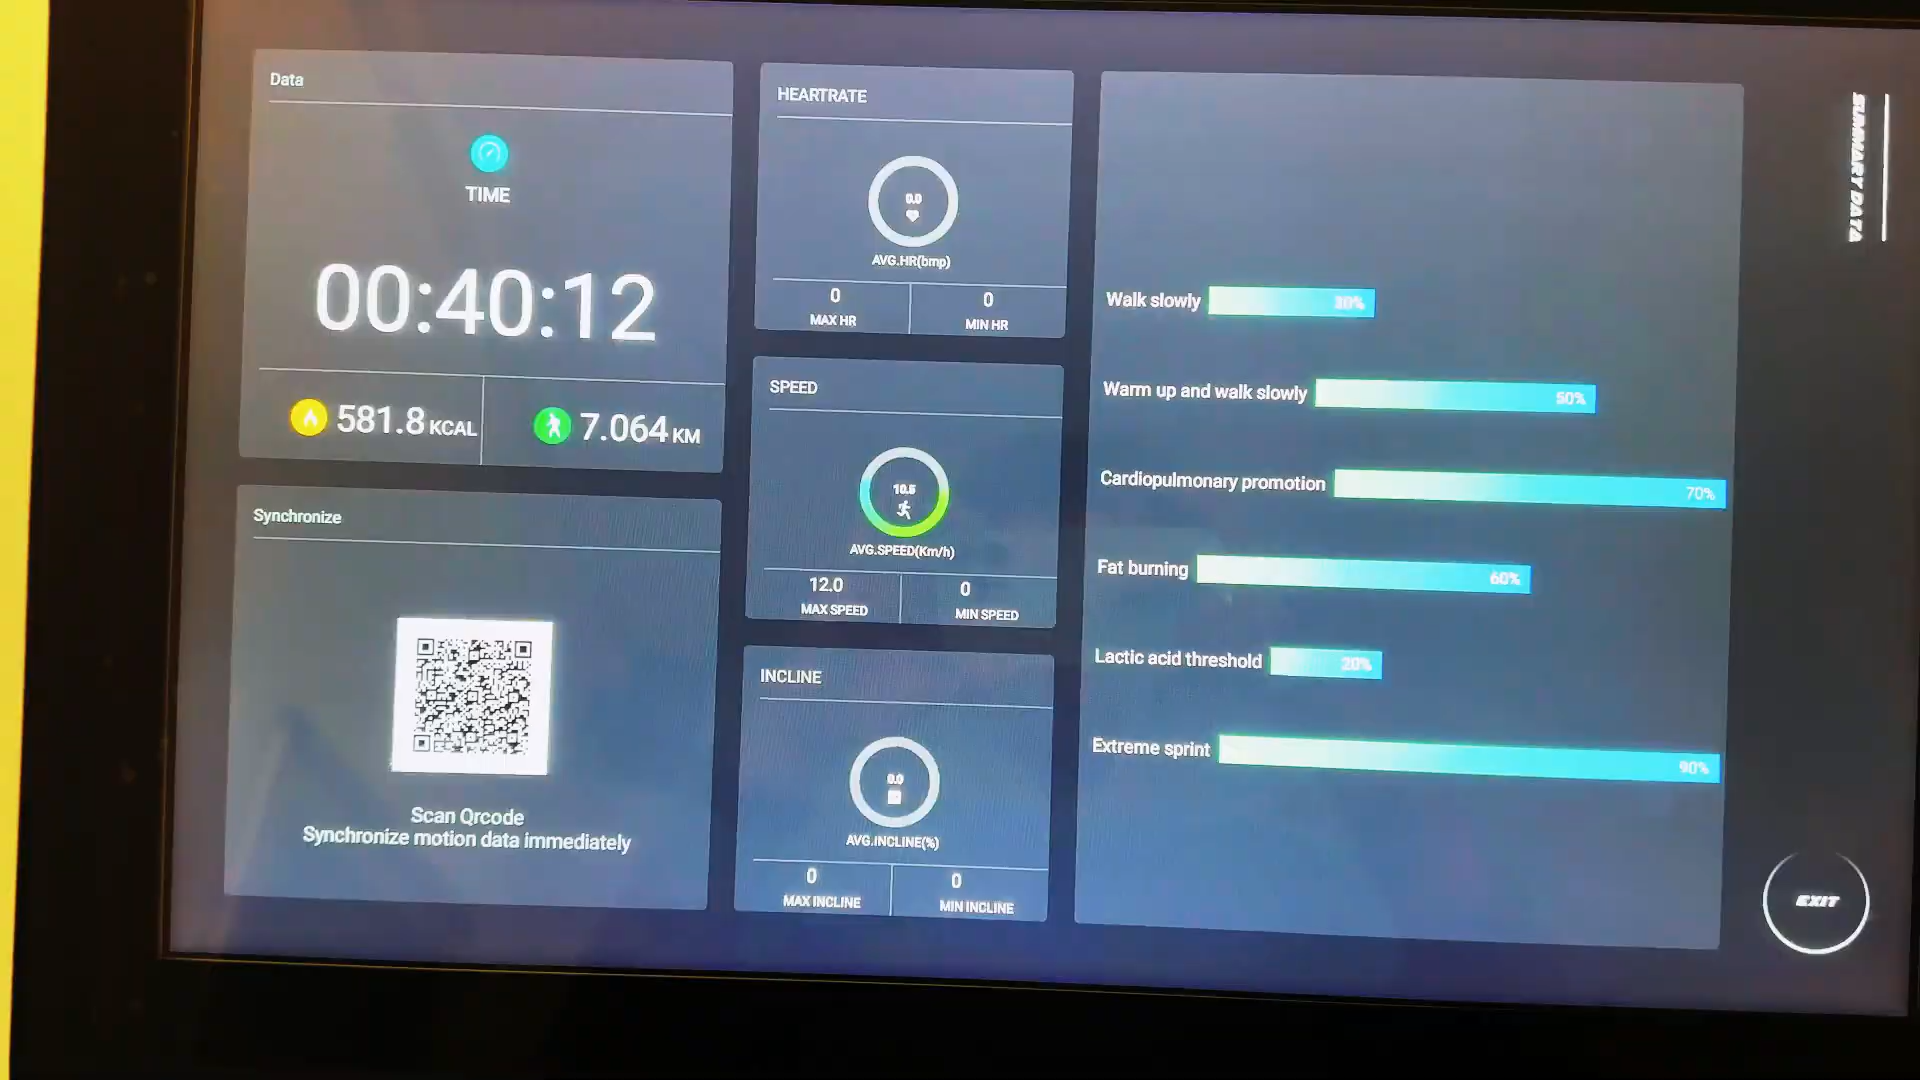 Data
TIME
00:40:12
581.8 KCAL
7.064 KM
Synchronize
Scan Qrcode
Synchronize motion data immediately
HEARTRATE
0.0
AVG.HR(bmp)
0
MAX HR
0
MIN HR
SPEED
10.5
AVG.SPEED(Km/h)
12.0
MAX SPEED
0
MIN SPEED
INCLINE
0.0
AVG.INCLINE(%)
0
MAX INCLINE
0
MIN INCLINE
Walk slowly 30%
Warm up and walk slowly 50%
Cardiopulmonary promotion 70%
Fat burning 60%
Lactic acid threshold 20%
Extreme sprint 90%
SUMMARY DATA
EXIT